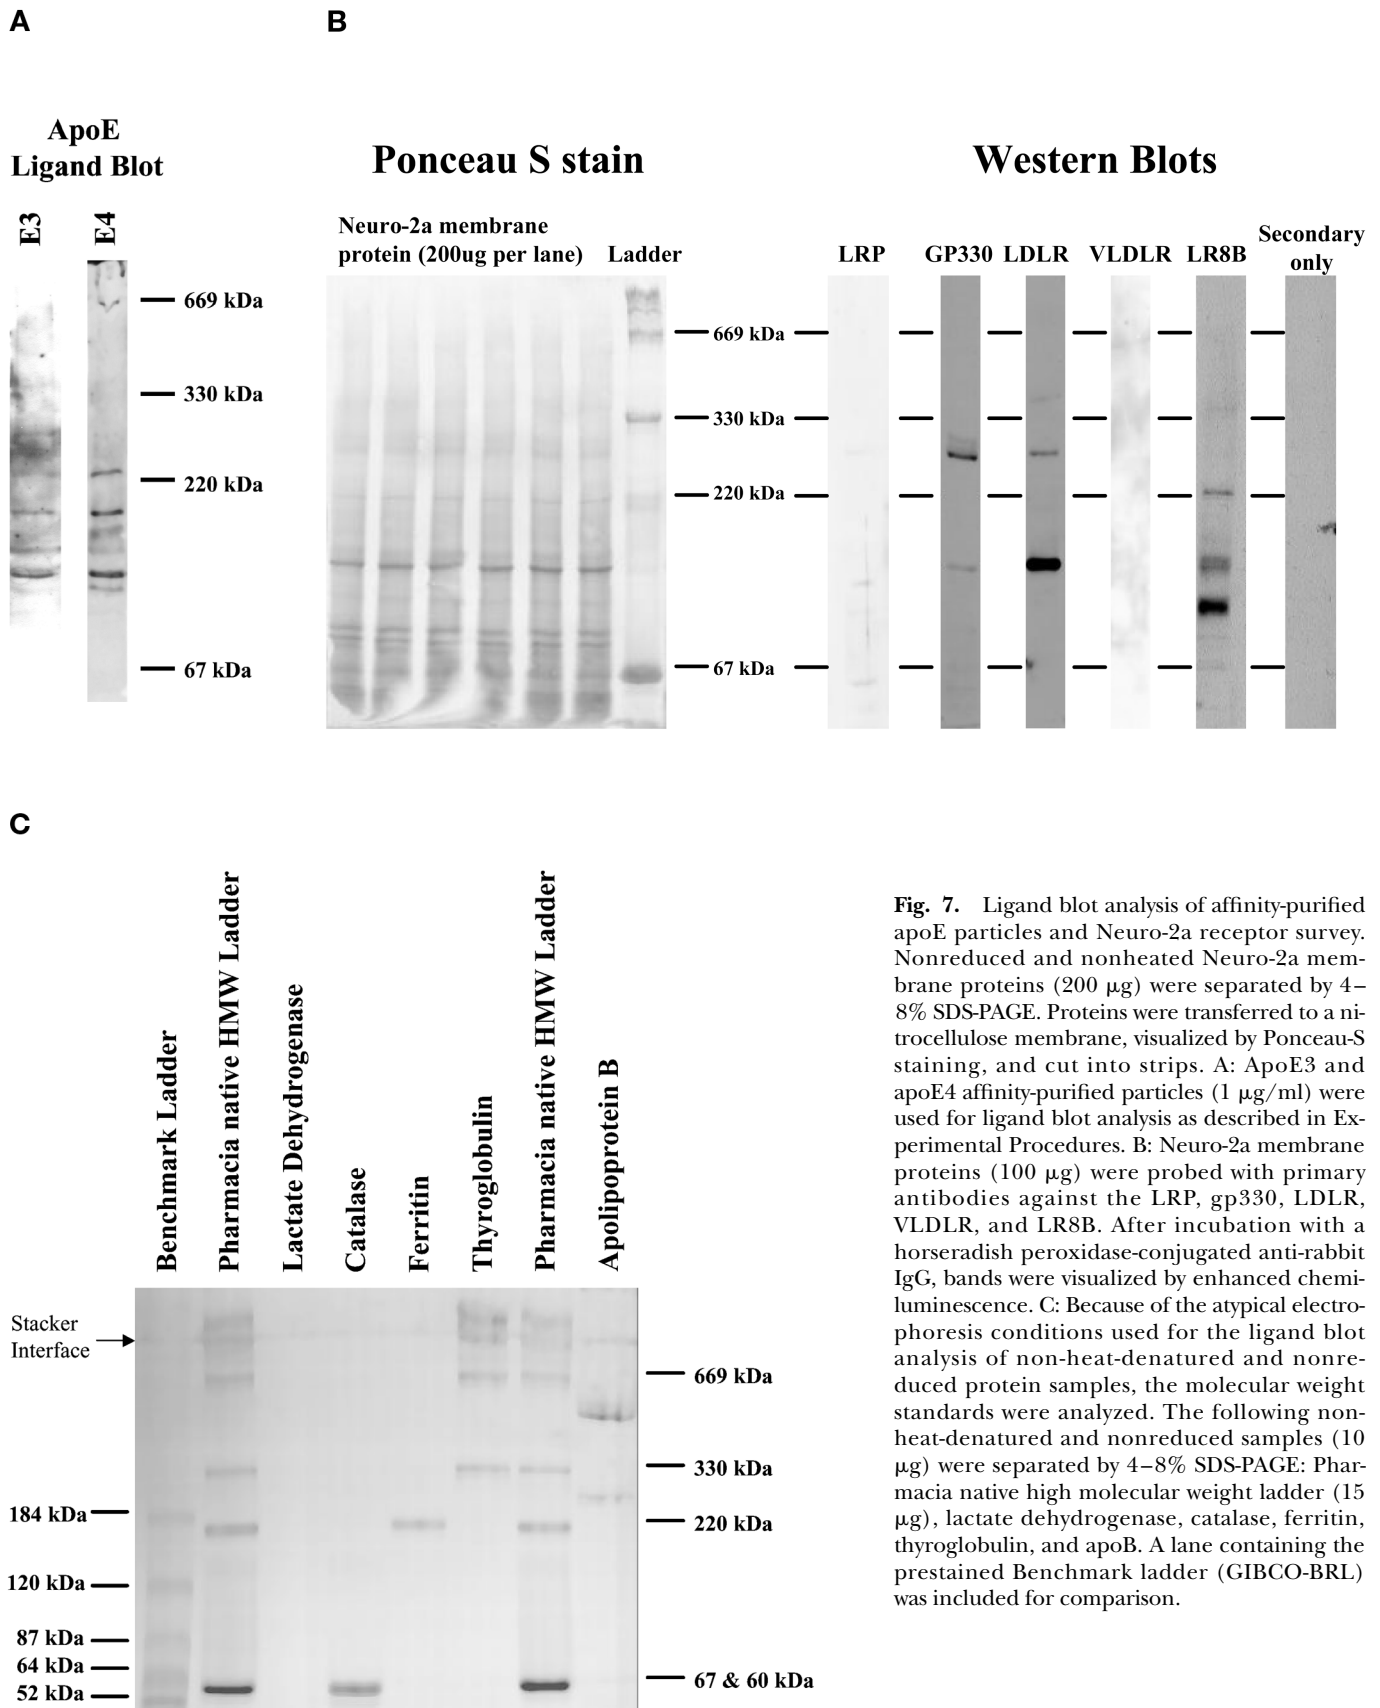 A
B
ApoE
Ligand Blot
E3
E4
669 kDa
330 kDa
220 kDa
67 kDa
Ponceau S stain
Neuro-2a membrane
protein (200ug per lane)
Ladder
669 kDa
330 kDa
220 kDa
67 kDa
Western Blots
LRP
GP330
LDLR
VLDLR
LR8B
Secondary
only
C
Benchmark Ladder
Pharmacia native HMW Ladder
Lactate Dehydrogenase
Catalase
Ferritin
Thyroglobulin
Pharmacia native HMW Ladder
Apolipoprotein B
Stacker
Interface
184 kDa
120 kDa
87 kDa
64 kDa
52 kDa
669 kDa
330 kDa
220 kDa
67 & 60 kDa
Fig. 7. Ligand blot analysis of affinity-purified
apoE particles and Neuro-2a receptor survey.
Nonreduced and nonheated Neuro-2a mem-
brane proteins (200 μg) were separated by 4–
8% SDS-PAGE. Proteins were transferred to a ni-
trocellulose membrane, visualized by Ponceau-S
staining, and cut into strips. A: ApoE3 and
apoE4 affinity-purified particles (1 μg/ml) were
used for ligand blot analysis as described in Ex-
perimental Procedures. B: Neuro-2a membrane
proteins (100 μg) were probed with primary
antibodies against the LRP, gp330, LDLR,
VLDLR, and LR8B. After incubation with a
horseradish peroxidase-conjugated anti-rabbit
IgG, bands were visualized by enhanced chemi-
luminescence. C: Because of the atypical electro-
phoresis conditions used for the ligand blot
analysis of non-heat-denatured and nonre-
duced protein samples, the molecular weight
standards were analyzed. The following non-
heat-denatured and nonreduced samples (10
μg) were separated by 4–8% SDS-PAGE: Phar-
macia native high molecular weight ladder (15
μg), lactate dehydrogenase, catalase, ferritin,
thyroglobulin, and apoB. A lane containing the
prestained Benchmark ladder (GIBCO-BRL)
was included for comparison.